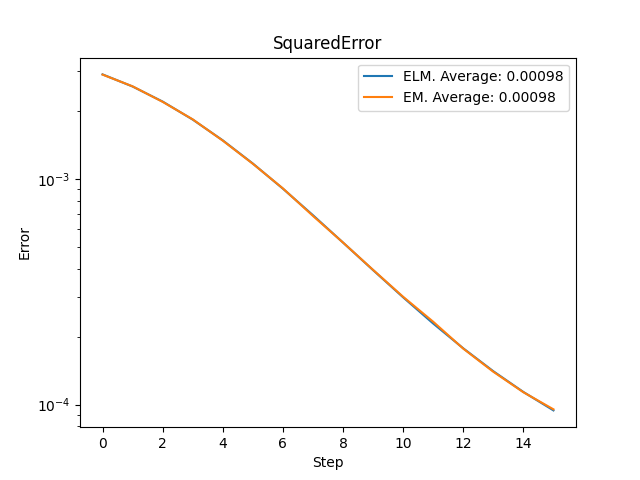 SquaredError
ELM. Average: 0.00098
EM. Average: 0.00098
10⁻³
10⁻⁴
Error
0 2 4 6 8 10 12 14
Step